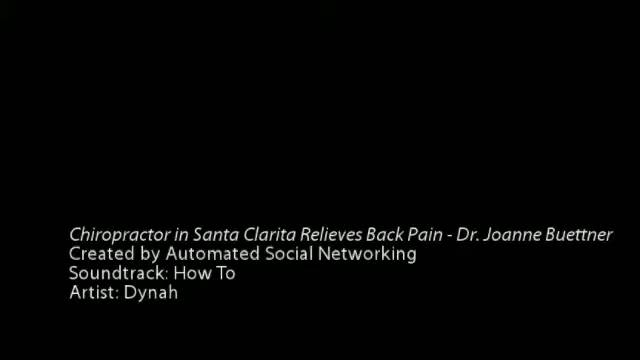 Chiropractor in Santa Clarita Relieves Back Pain - Dr. Joanne Buettner
Created by Automated Social Networking
Soundtrack: How To
Artist: Dynah